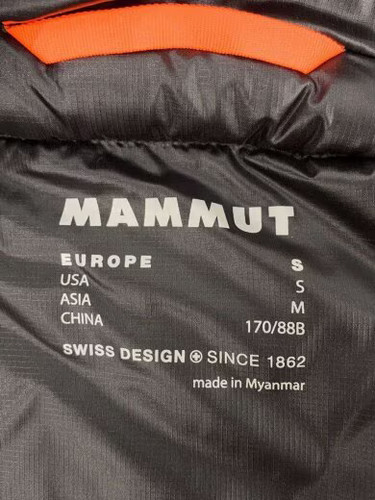 MAMMUT
EUROPE S
USA S
ASIA M
CHINA 170/88B
SWISS DESIGN SINCE 1862
made in Myanmar